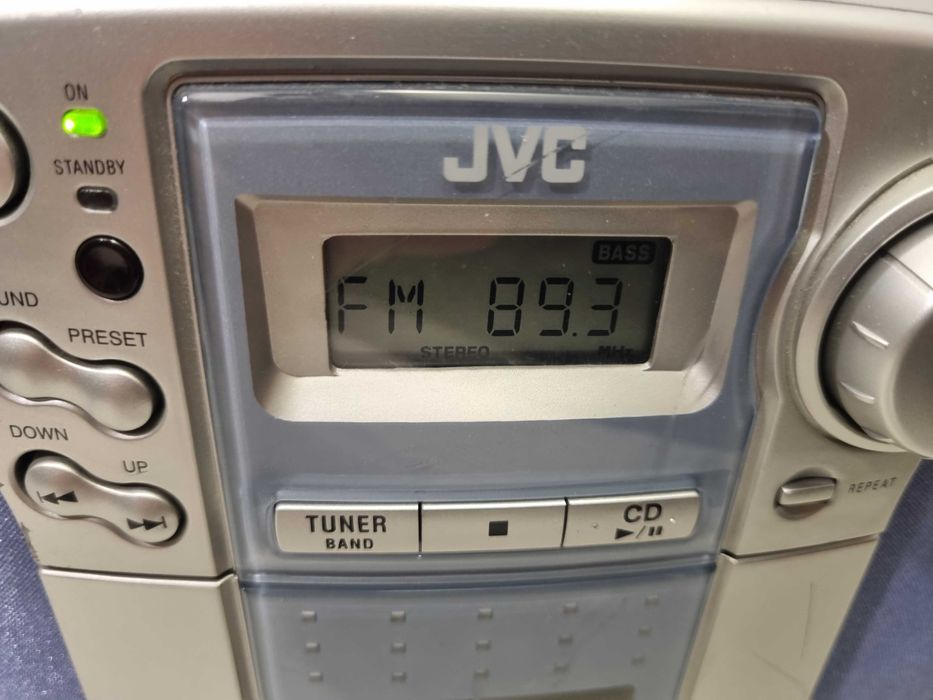 ON
STANDBY
JVC
BASS
FM 89.3
STEREO
MHz
UND
PRESET
DOWN
UP
TUNER
BAND
CD
REPEAT